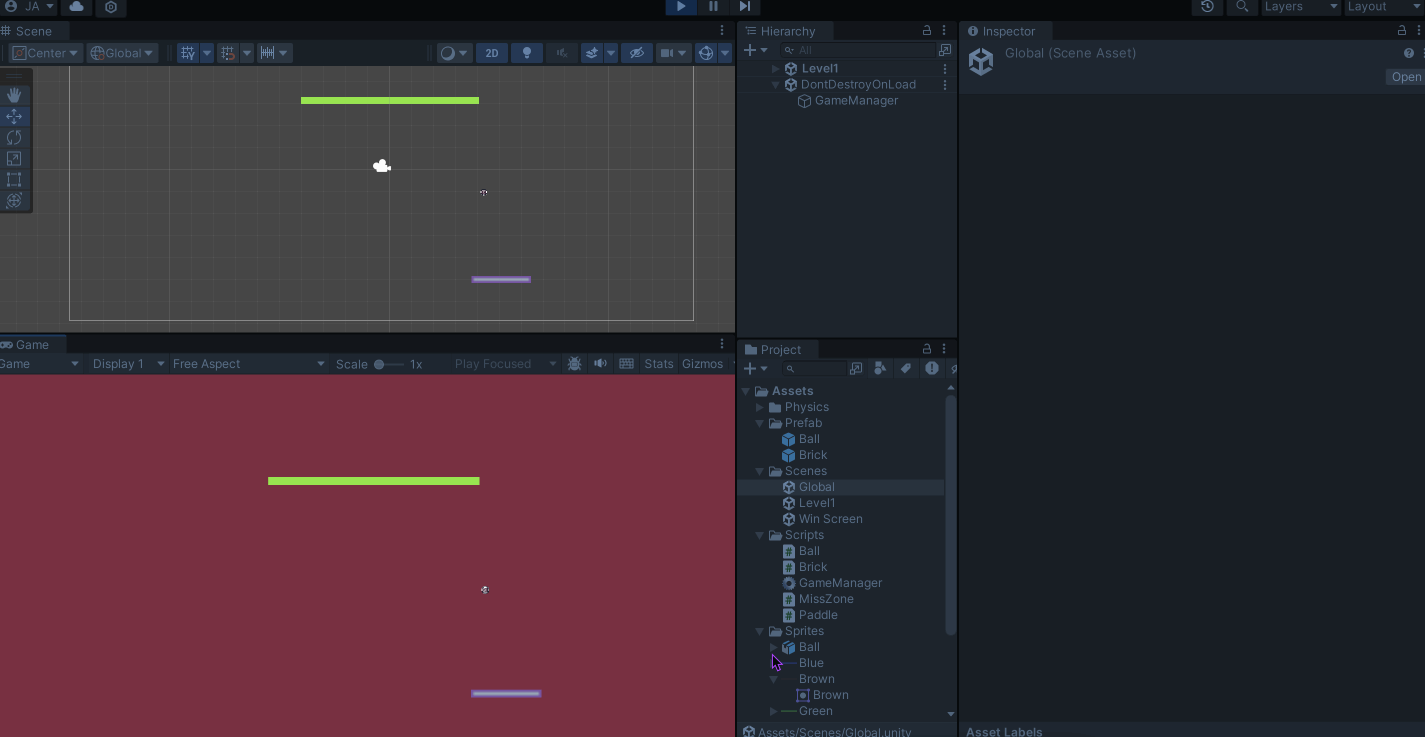 JA
Layers
Layout
Scene
Center
Global
2D
Game
Game
Display 1
Free Aspect
Scale
1x
Play Focused
Stats
Gizmos
Hierarchy
All
Level1
DontDestroyOnLoad
GameManager
Project
Assets
Physics
Prefab
Ball
Brick
Scenes
Global
Level1
Win Screen
Scripts
Ball
Brick
GameManager
MissZone
Paddle
Sprites
Ball
Blue
Brown
Brown
Green
Assets/Scenes/Global.unity
Inspector
Global (Scene Asset)
Open
Asset Labels